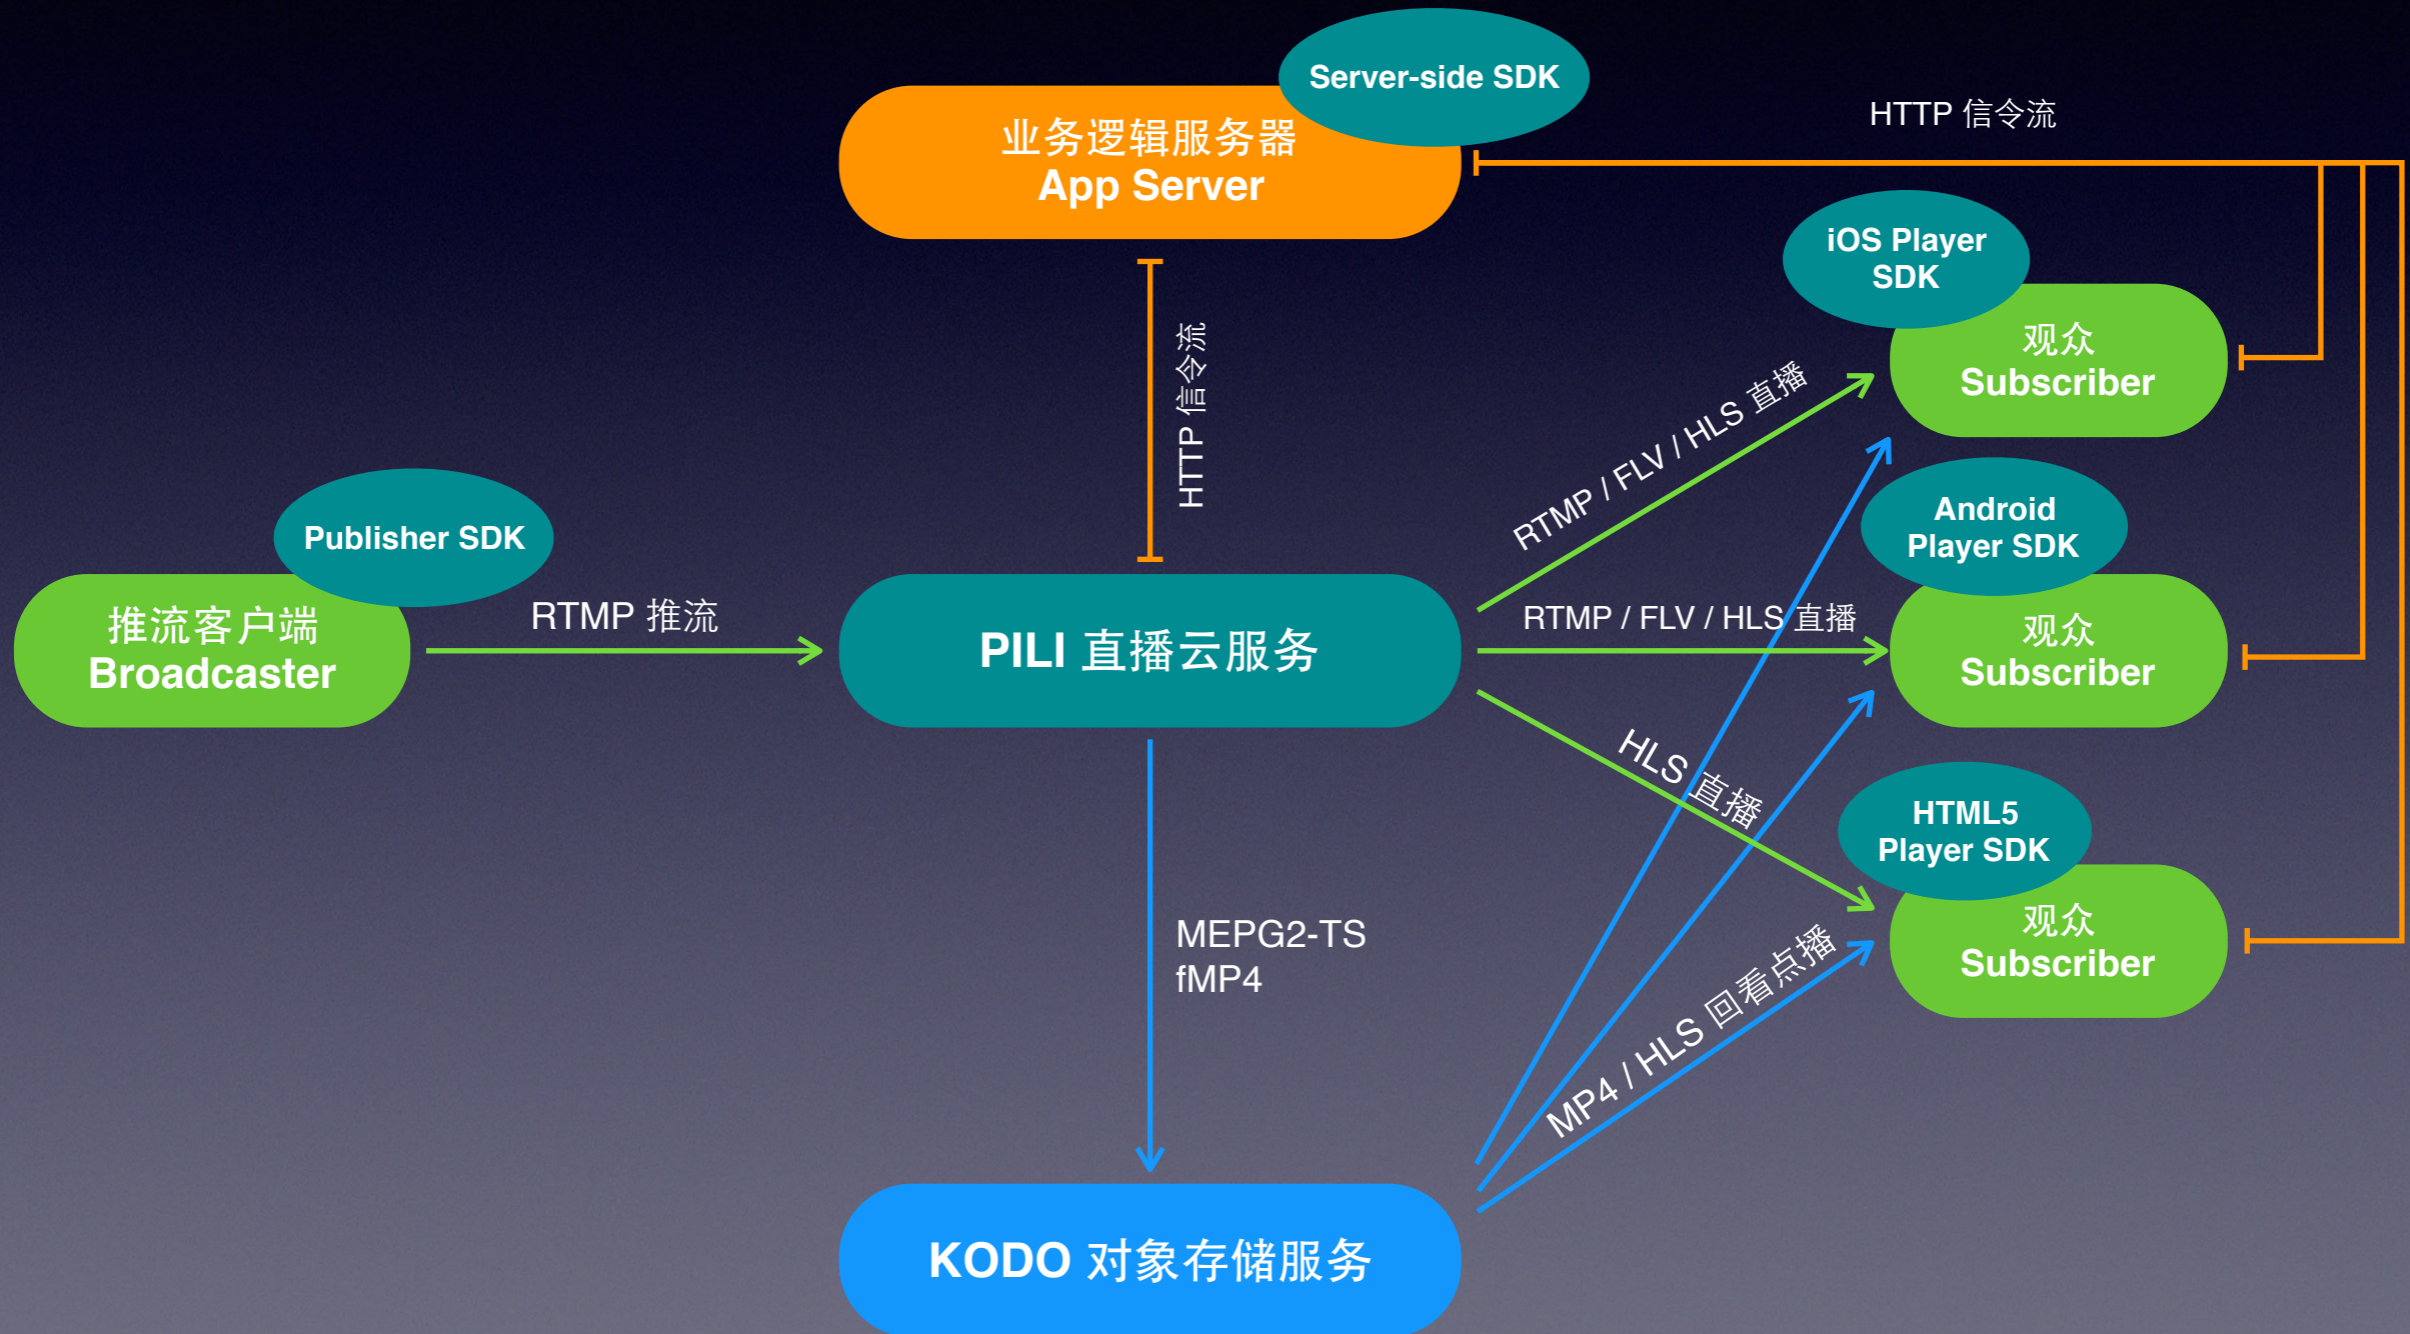 Server-side SDK
业务逻辑服务器
App Server
HTTP 信令流
iOS Player
SDK
观众
Subscriber
HTTP 信令流
RTMP / FLV / HLS 直播
Publisher SDK
推流客户端
Broadcaster
RTMP 推流
PILI 直播云服务
RTMP / FLV / HLS 直播
Android
Player SDK
观众
Subscriber
HLS 直播
HTML5
Player SDK
观众
Subscriber
MEPG2-TS
fMP4
MP4 / HLS 回看点播
KODO 对象存储服务